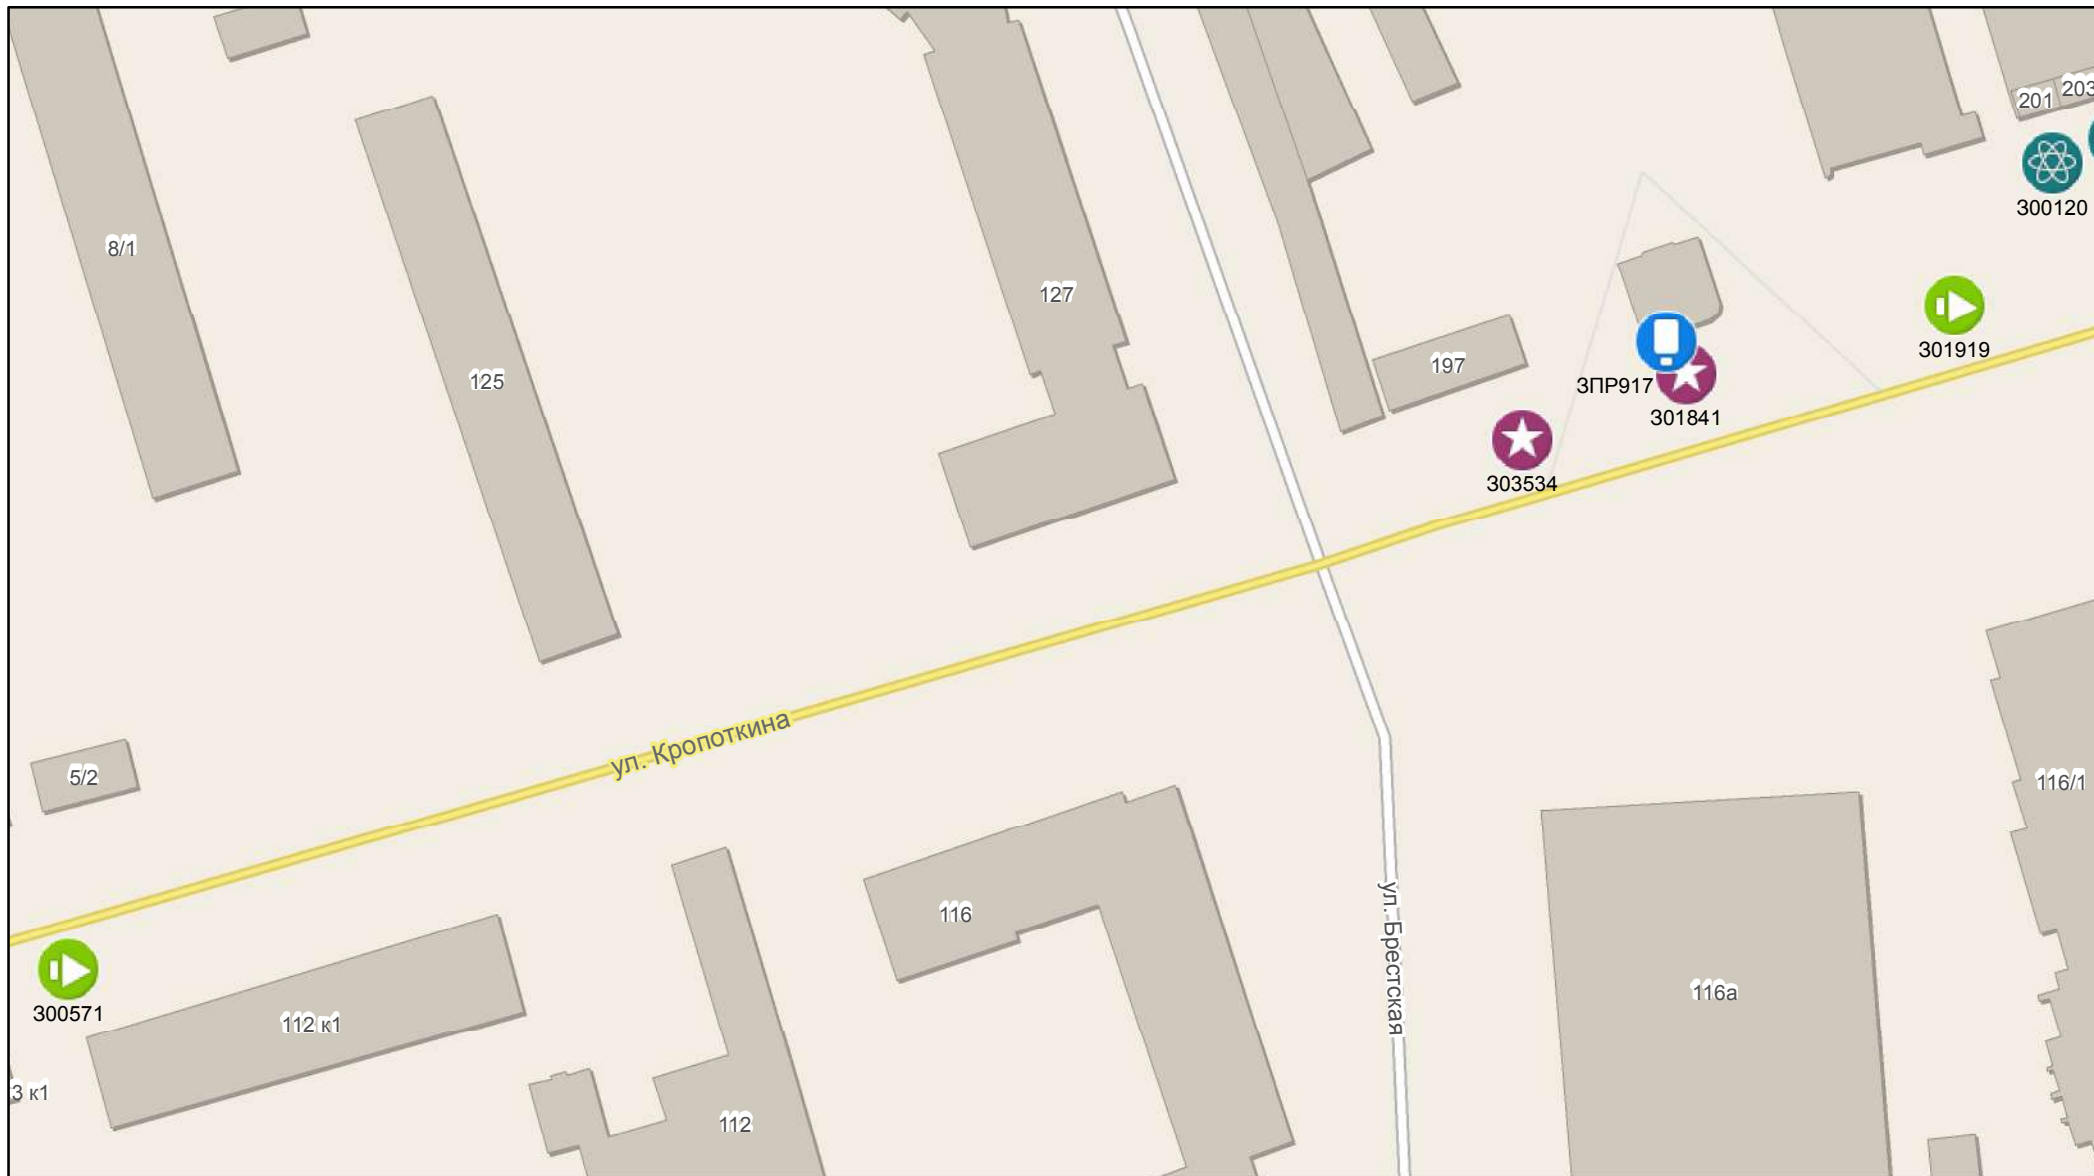 201
203
300120
8/1
127
301919
197
125
ЗПР917
301841
303534
ул. Кропоткина
5/2
116/1
116
ул. Брестская
116а
300571
112 к1
3 к1
112